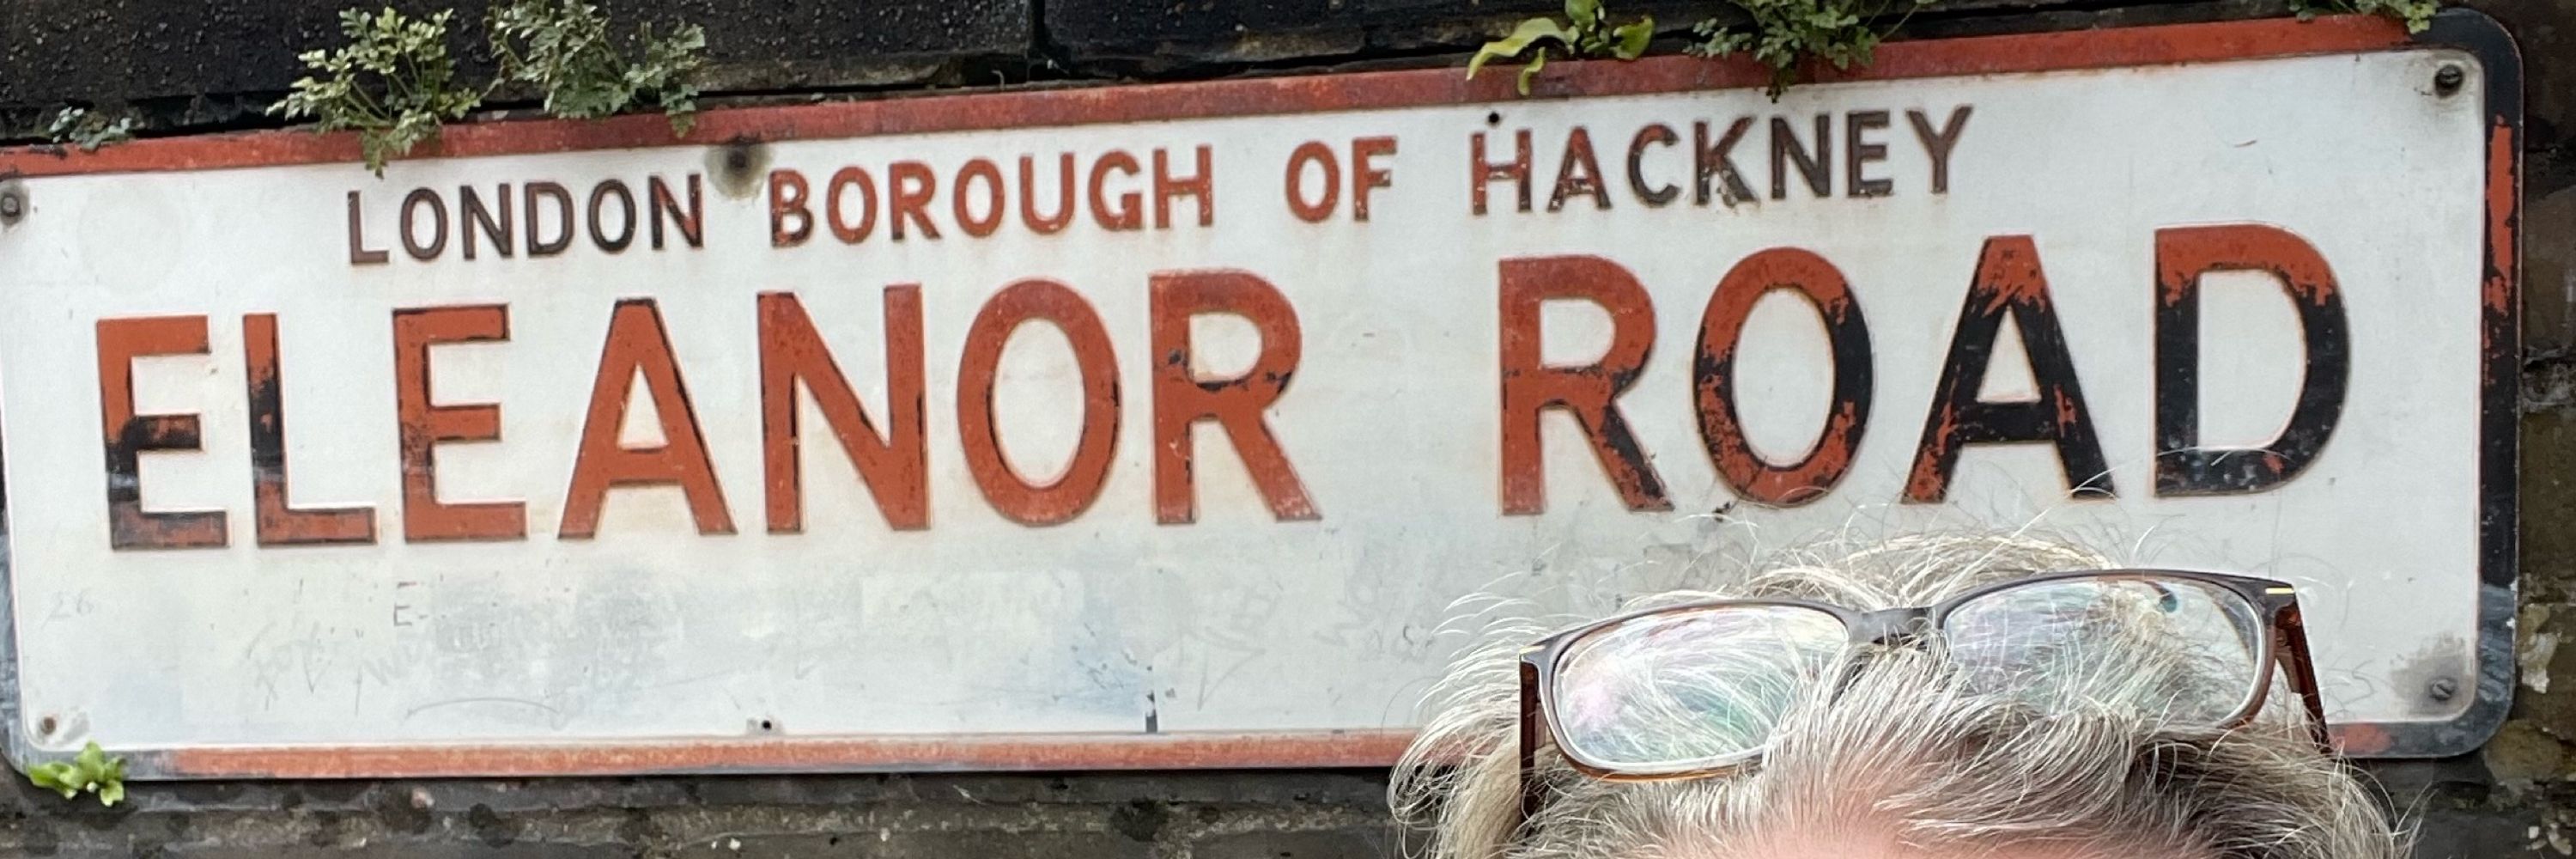 LONDON BOROUGH OF HACKNEY
ELEANOR ROAD